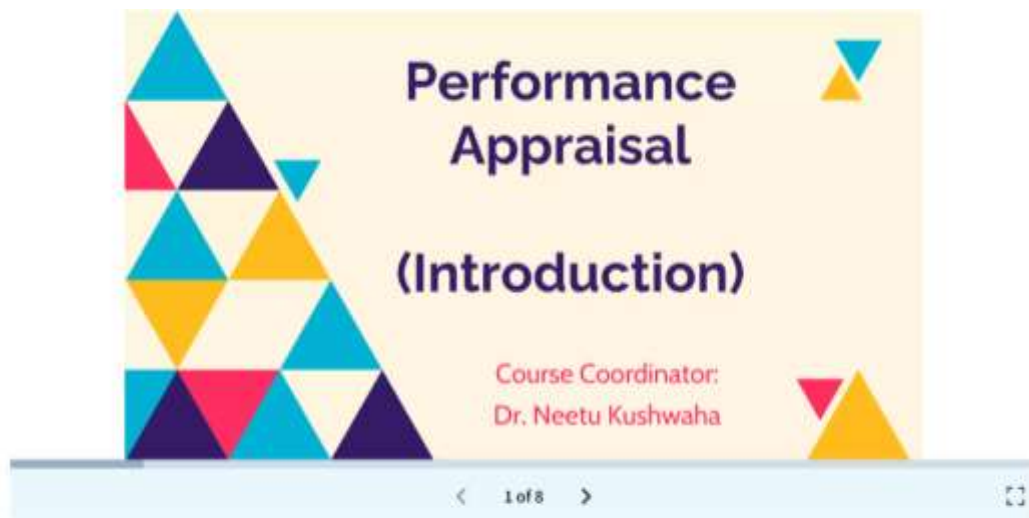 Performance
Appraisal
(Introduction)
Course Coordinator:
Dr. Neetu Kushwaha
1 of 8